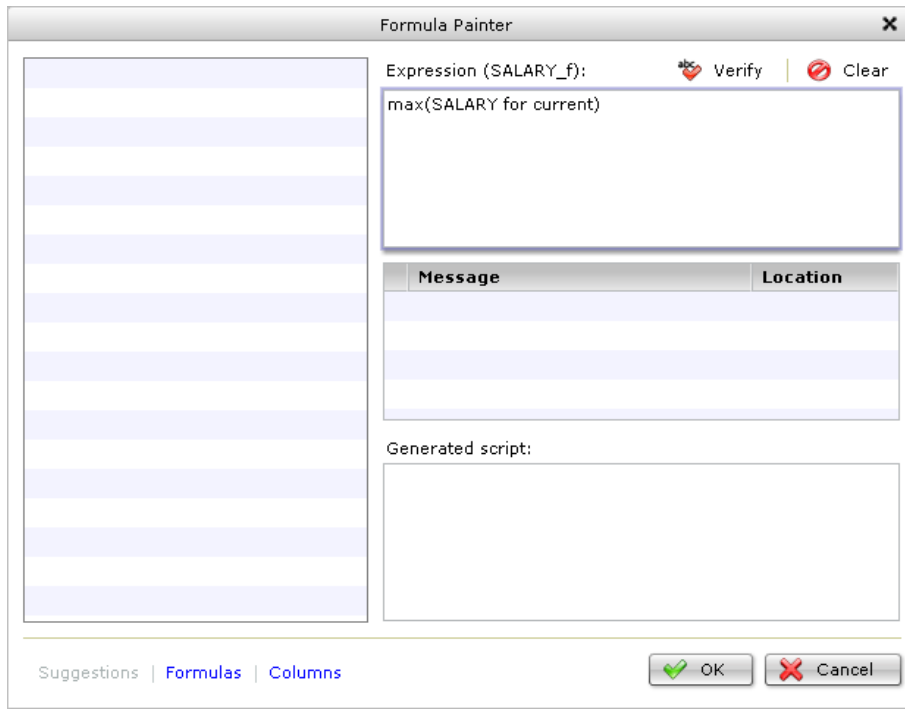 Formula Painter
Expression (SALARY_f):
abc Verify | Clear
max(SALARY for current)
Message Location
Generated script:
Suggestions | Formulas | Columns
OK Cancel